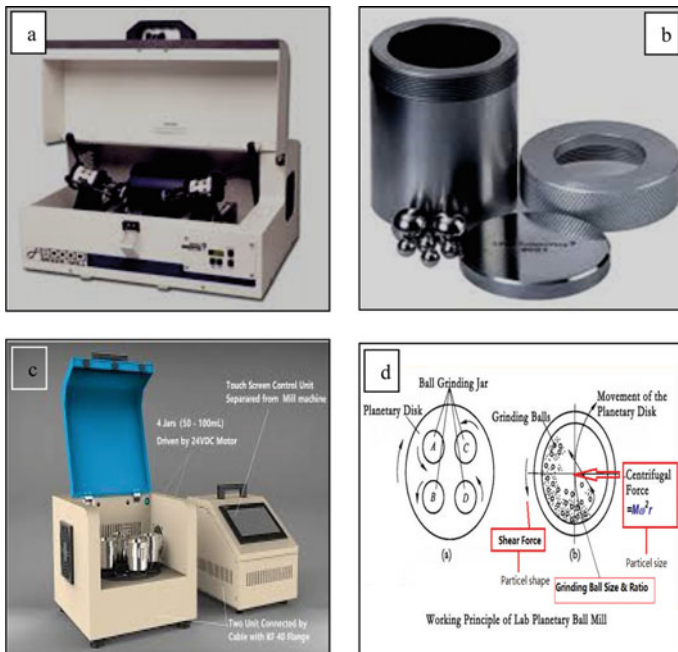 a
b
8000D
c
Touch Screen Control Unit
Separared from Mill machine
4 Jars (50 - 100mL)
Driven by 24VDC Motor
Two Unit Connected by
Cable with KF 40 Flange
d
Ball Grinding Jar
Planetary Disk
A
C
B
D
(a)
Movement of the
Planetary Disk
Grinding Balls
Centrifugal
Force
=Mω²r
Shear Force
(b)
Particel size
Particel shape
Grinding Ball Size & Ratio
Working Principle of Lab Planetary Ball Mill